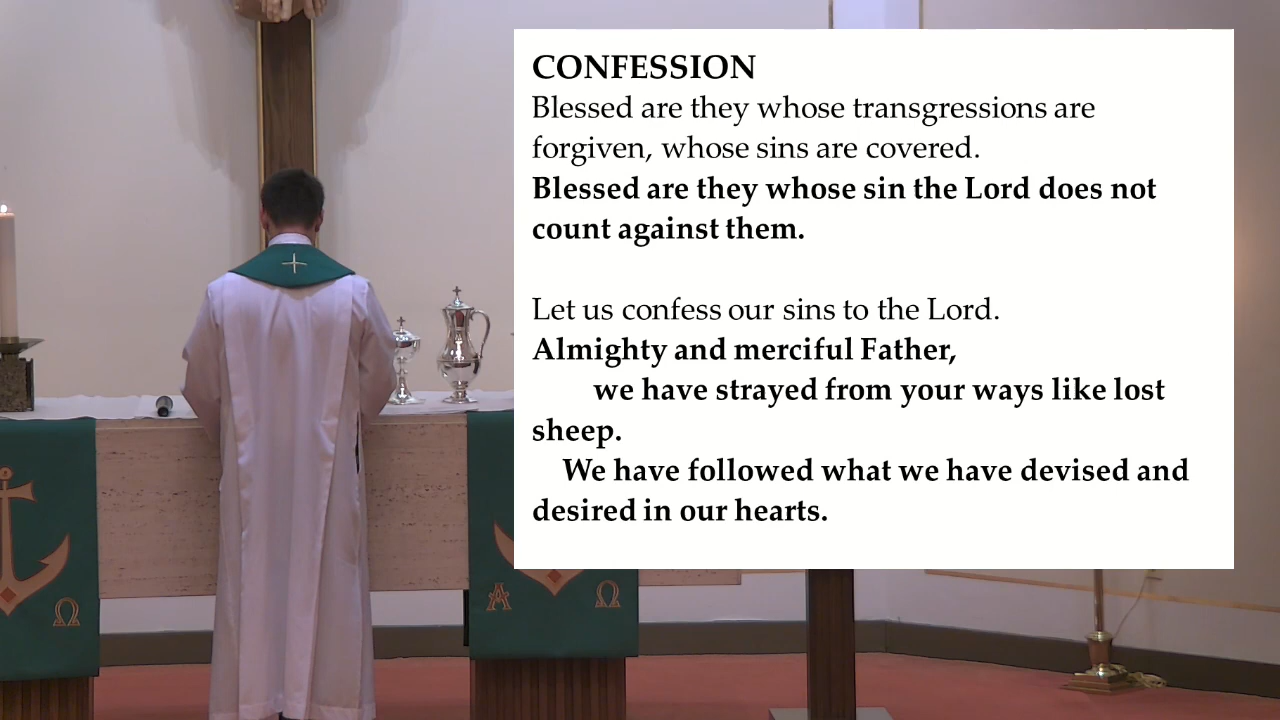 CONFESSION
Blessed are they whose transgressions are
forgiven, whose sins are covered.
Blessed are they whose sin the Lord does not
count against them.
Let us confess our sins to the Lord.
Almighty and merciful Father,
we have strayed from your ways like lost
sheep.
We have followed what we have devised and
desired in our hearts.
Ω
Α Ω